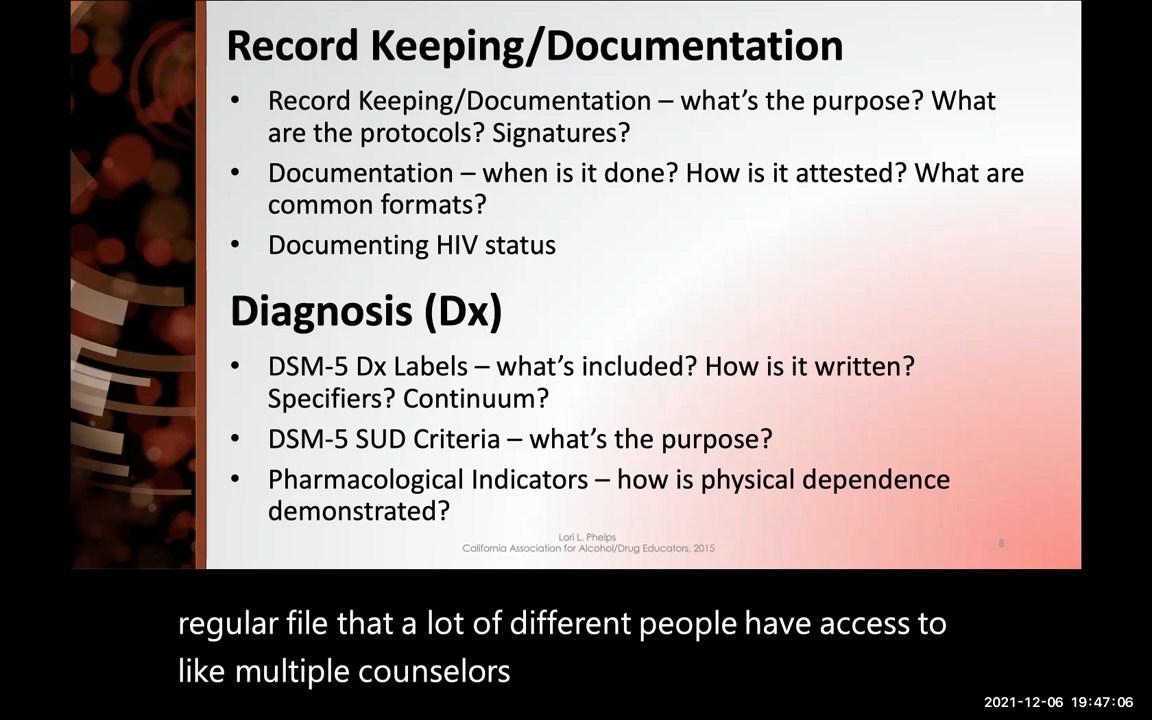 Record Keeping/Documentation
• Record Keeping/Documentation – what's the purpose? What
are the protocols? Signatures?
• Documentation – when is it done? How is it attested? What are
common formats?
• Documenting HIV status
Diagnosis (Dx)
• DSM-5 Dx Labels – what's included? How is it written?
Specifiers? Continuum?
• DSM-5 SUD Criteria – what's the purpose?
• Pharmacological Indicators – how is physical dependence
demonstrated?
Lori L. Phelps
California Association for Alcohol/Drug Educators, 2015
8
regular file that a lot of different people have access to
like multiple counselors
2021-12-06 19:47:06